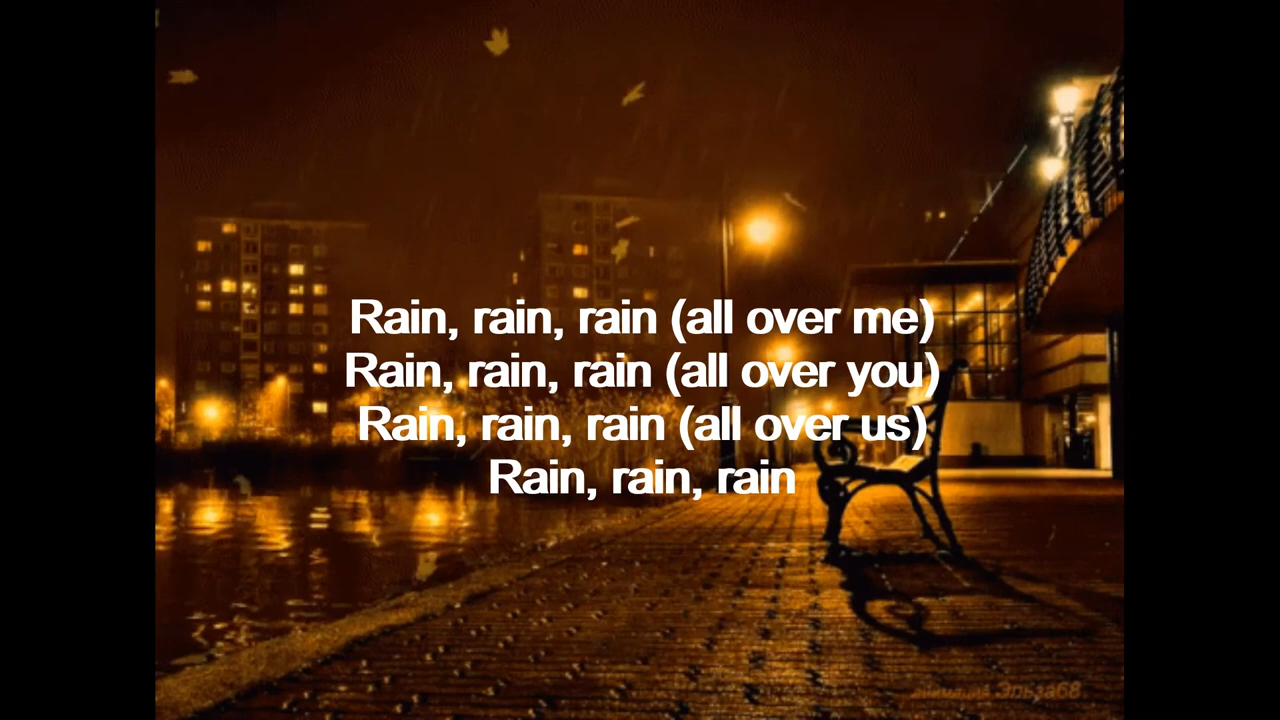 Rain, rain, rain (all over me)
Rain, rain, rain (all over you)
Rain, rain, rain (all over us)
Rain, rain, rain
Эльза68